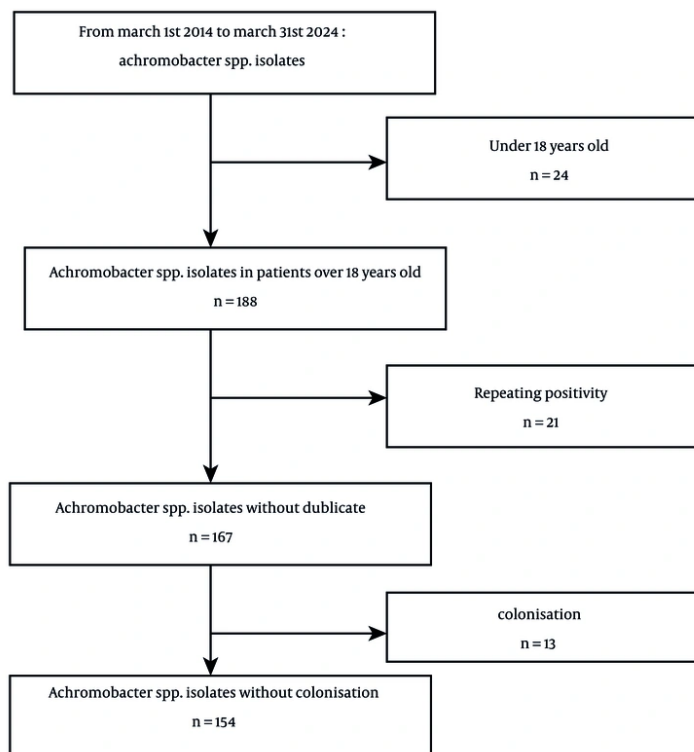 From march 1st 2014 to march 31st 2024 :
achromobacter spp. isolates
Under 18 years old
n = 24
Achromobacter spp. isolates in patients over 18 years old
n = 188
Repeating positivity
n = 21
Achromobacter spp. isolates without dublicate
n = 167
colonisation
n = 13
Achromobacter spp. isolates without colonisation
n = 154